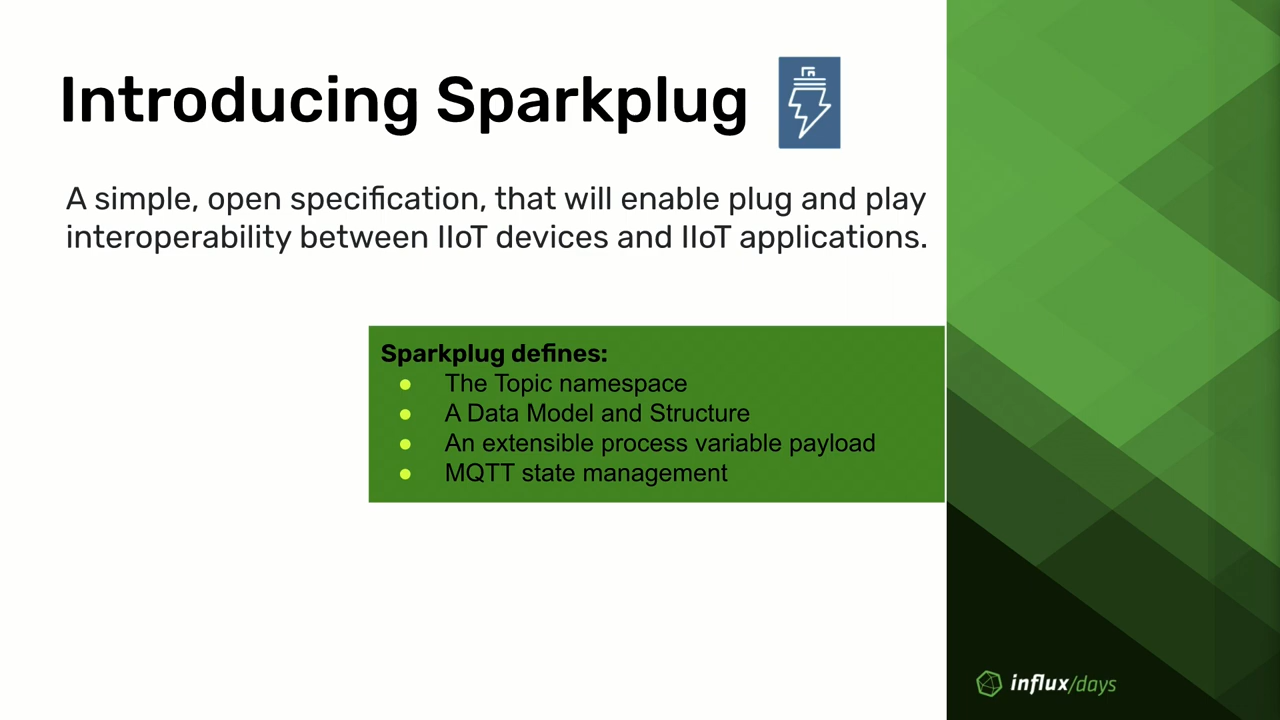 Introducing Sparkplug
A simple, open specification, that will enable plug and play
interoperability between IIoT devices and IIoT applications.
Sparkplug defines:
● The Topic namespace
● A Data Model and Structure
● An extensible process variable payload
● MQTT state management
influx/days